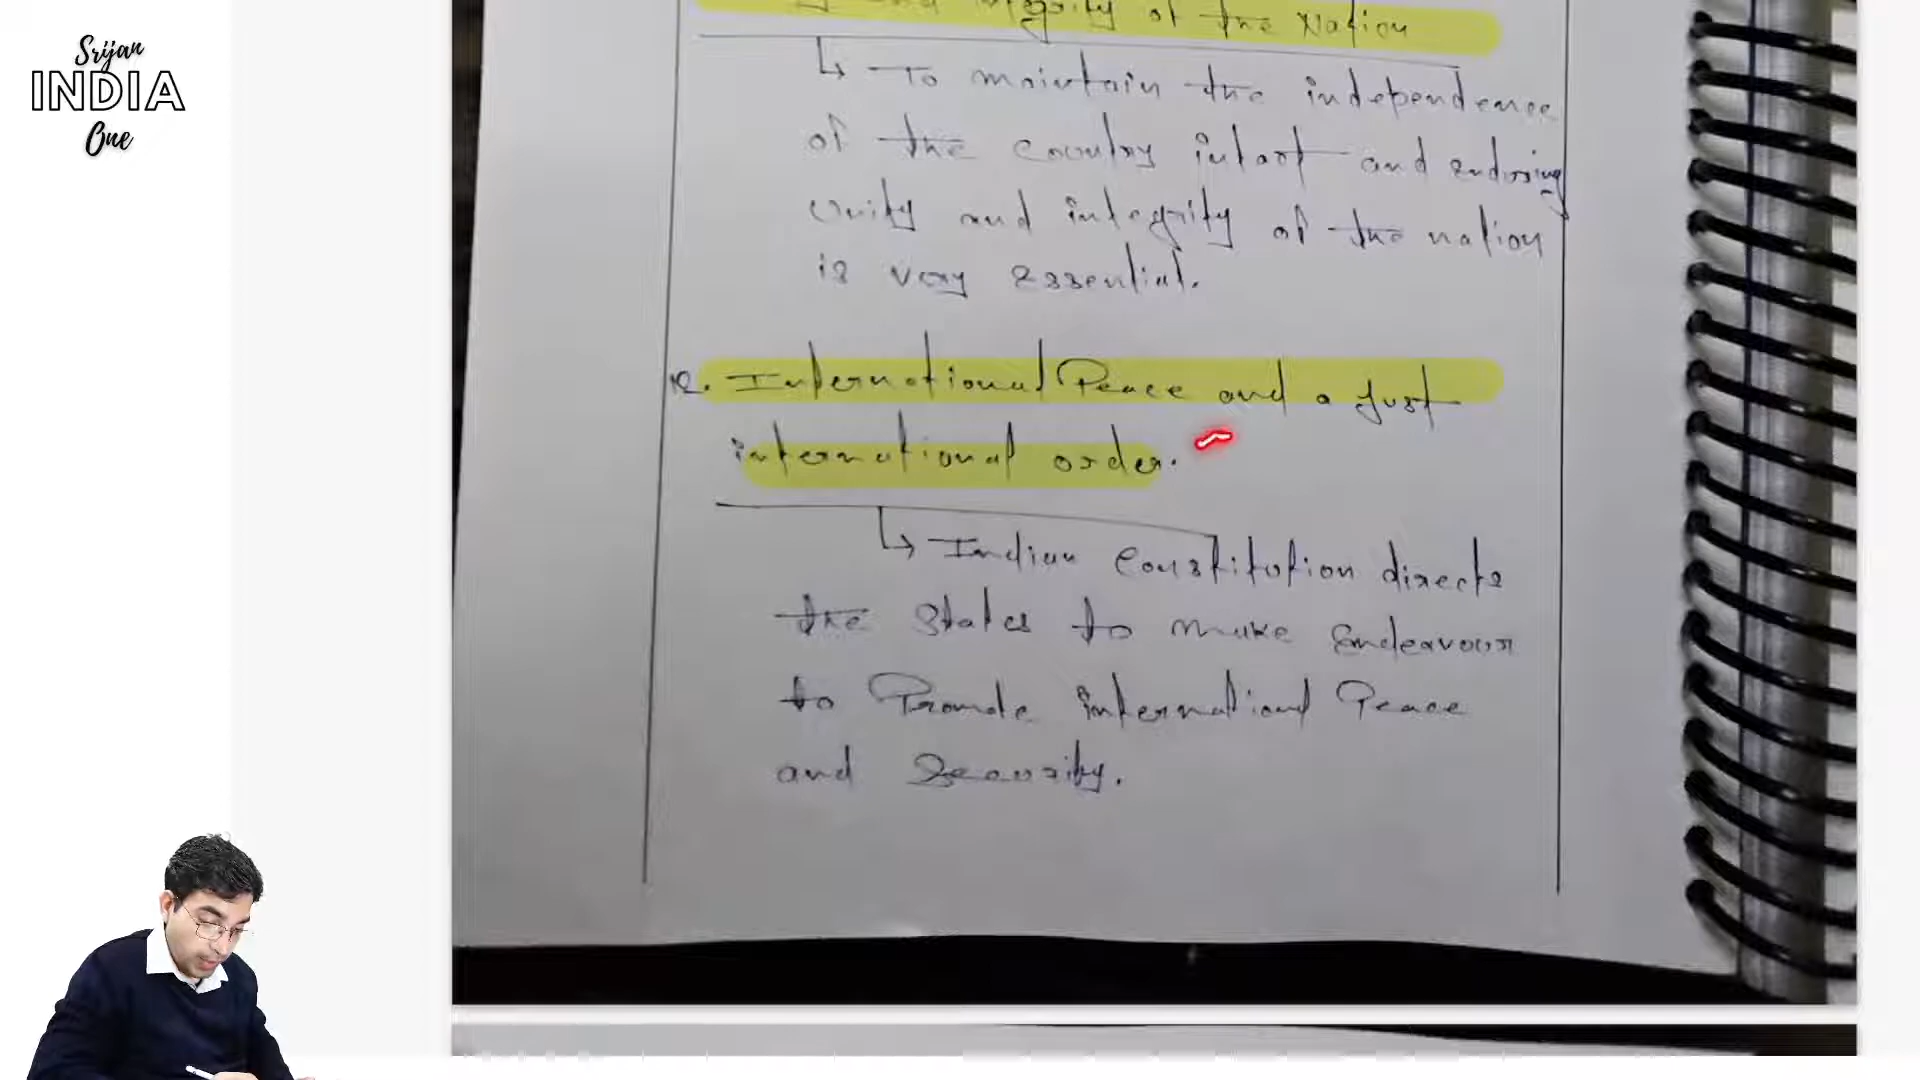 Srijan
INDIA
One
integrity of the Nation
↳ To maintain the independence
of the country intact and enduring
Unity and integrity of the nation
is very essential.
12. International Peace and a just
international order.
↳ Indian Constitution directs
the States to make Endeavour
to Promote international Peace
and Security.